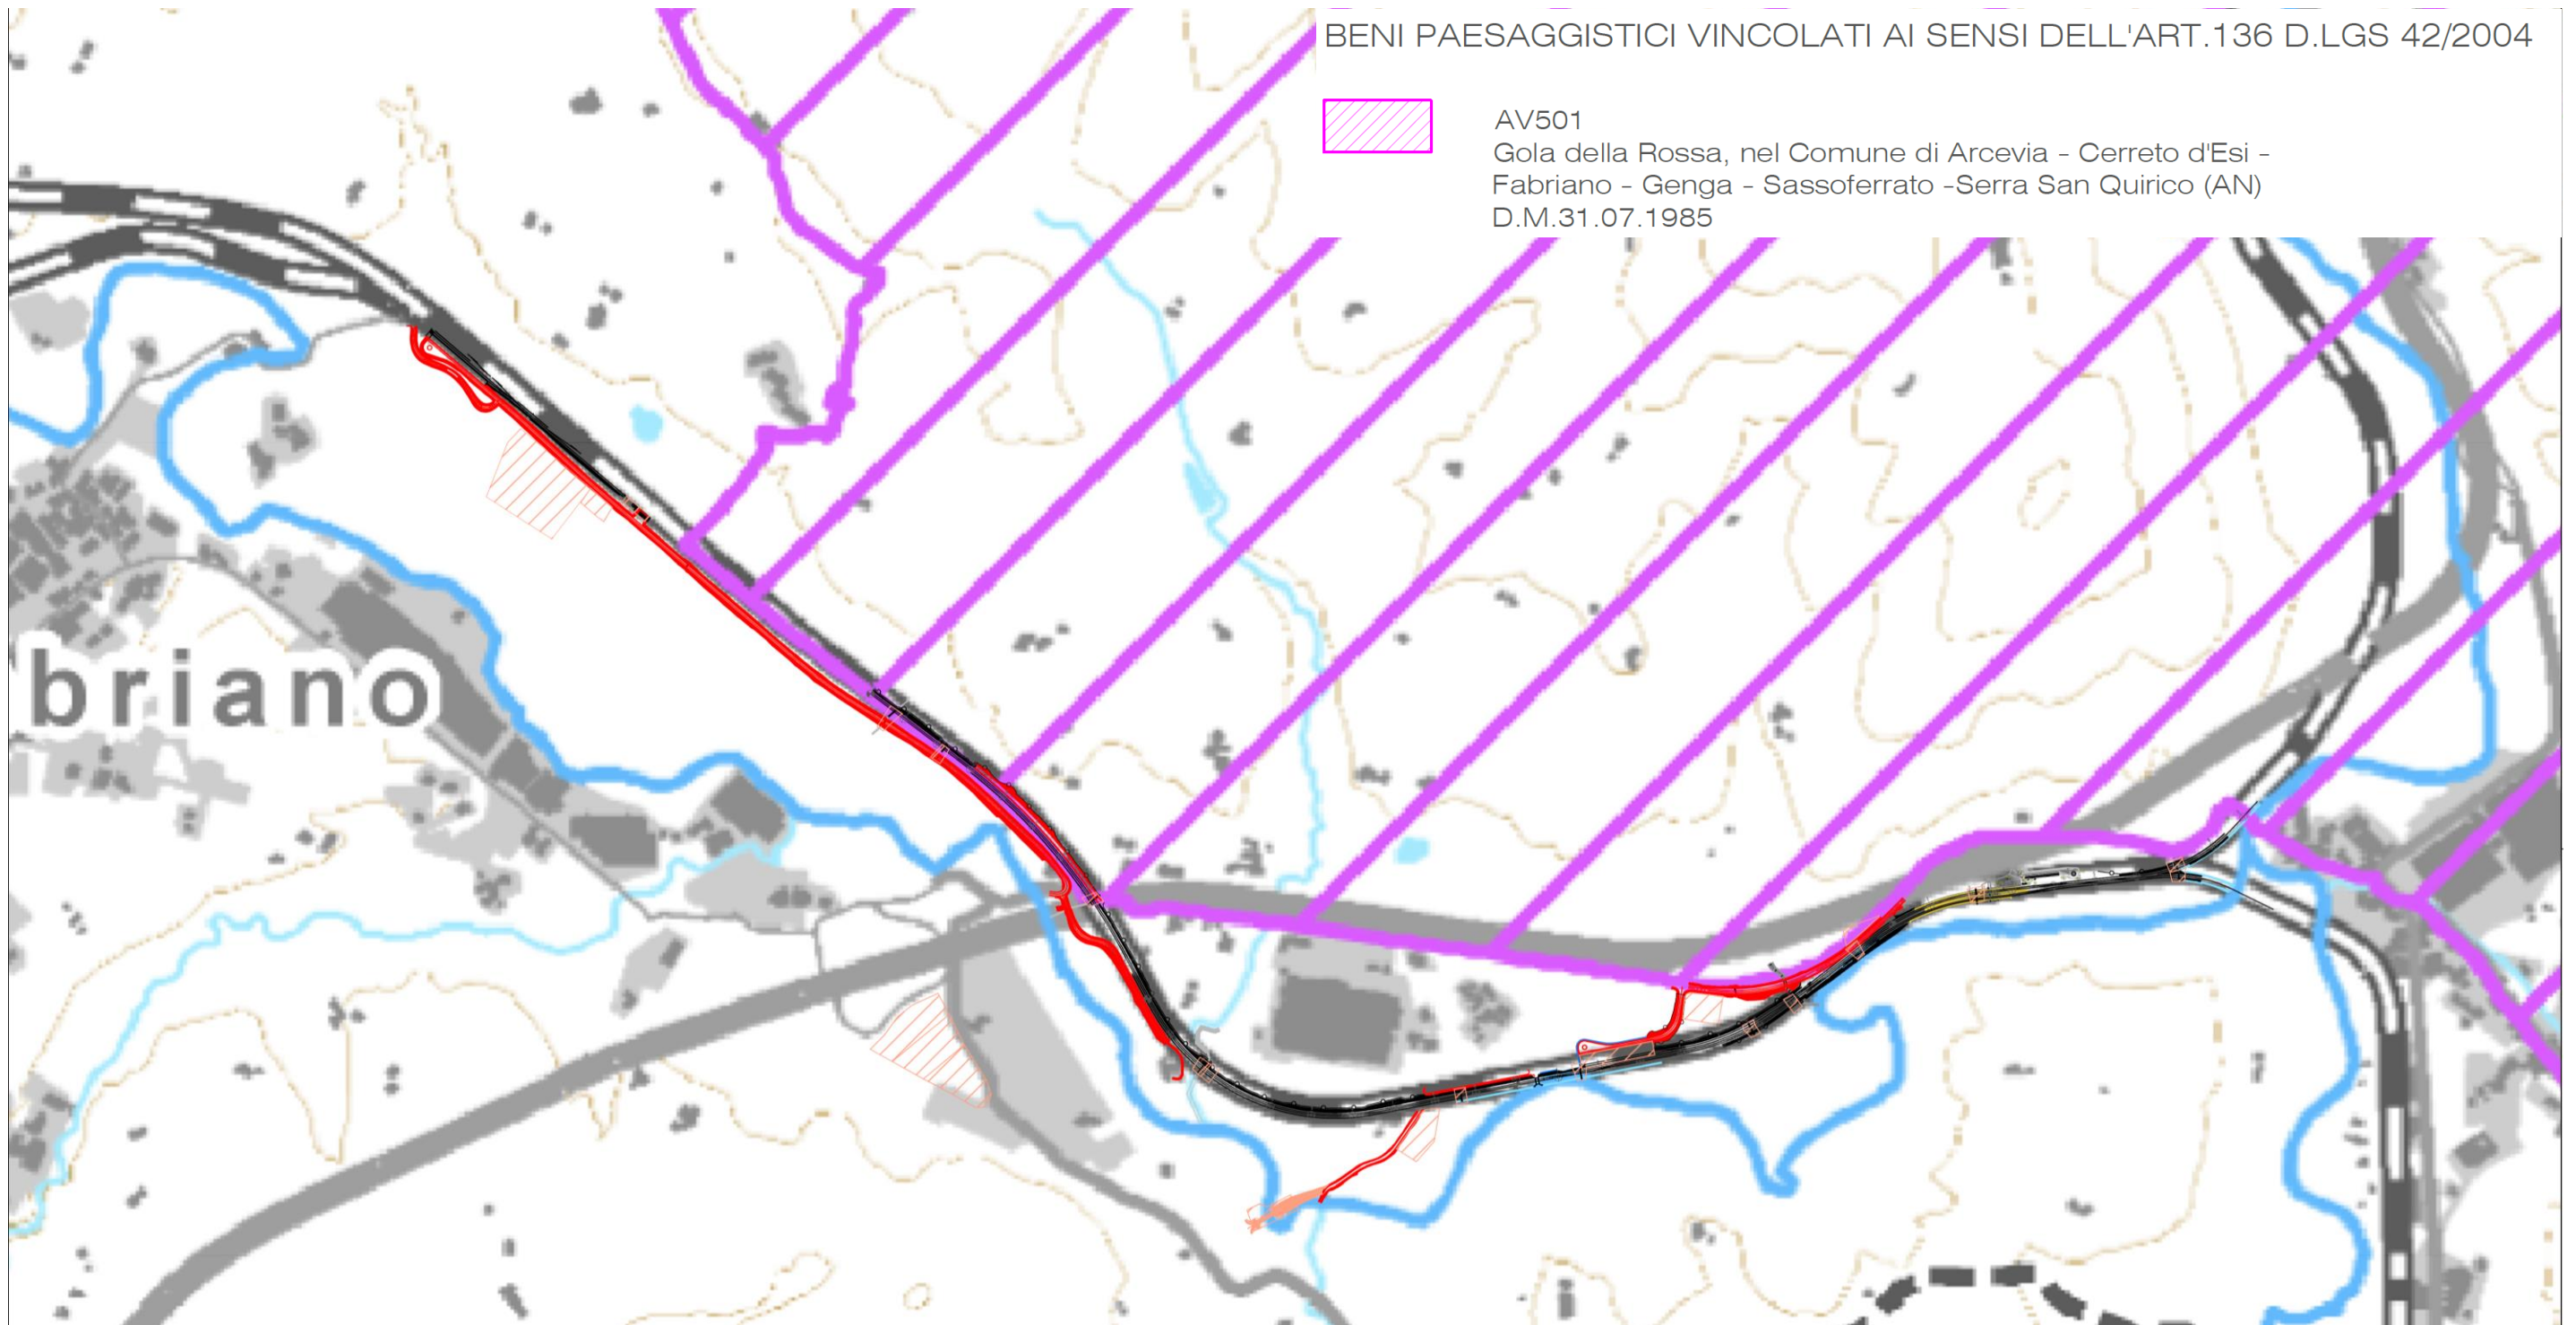 BENI PAESAGGISTICI VINCOLATI AI SENSI DELL'ART.136 D.LGS 42/2004
AV501
Gola della Rossa, nel Comune di Arcevia - Cerreto d'Esi -
Fabriano - Genga - Sassoferrato -Serra San Quirico (AN)
D.M.31.07.1985
briano